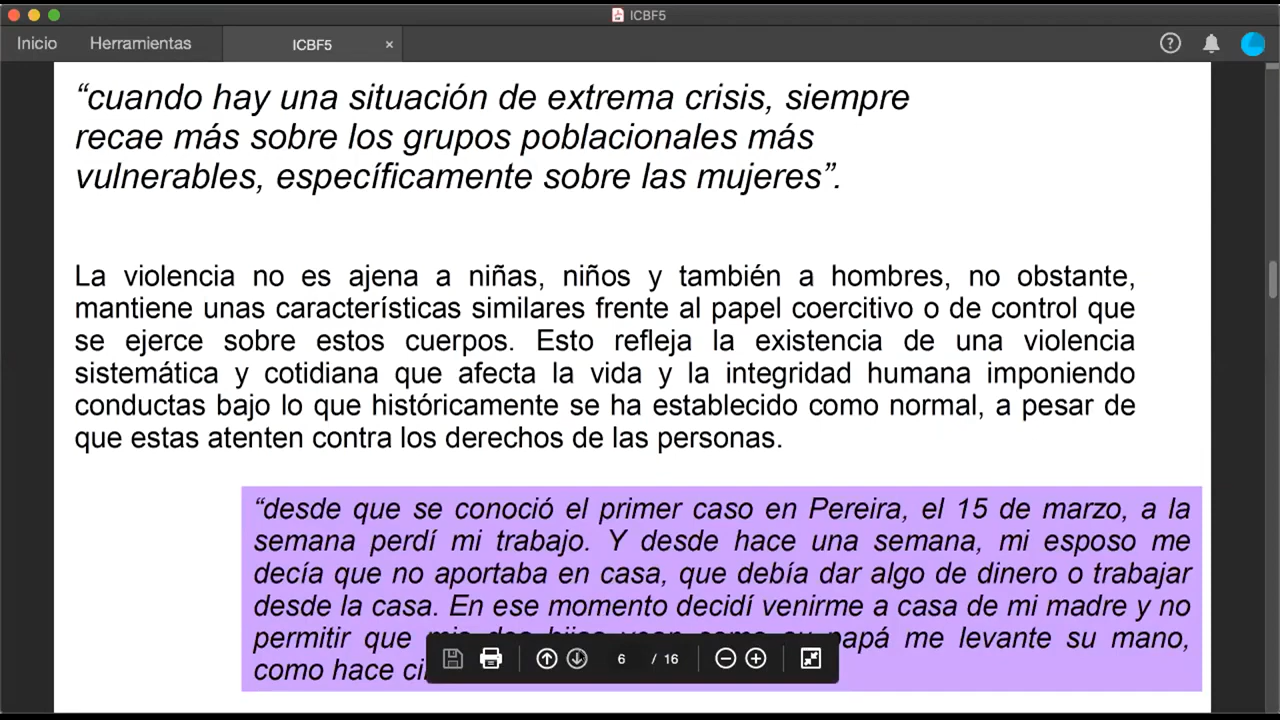 ICBF5
Inicio Herramientas ICBF5 ×
“cuando hay una situación de extrema crisis, siempre
recae más sobre los grupos poblacionales más
vulnerables, específicamente sobre las mujeres”.
La violencia no es ajena a niñas, niños y también a hombres, no obstante,
mantiene unas características similares frente al papel coercitivo o de control que
se ejerce sobre estos cuerpos. Esto refleja la existencia de una violencia
sistemática y cotidiana que afecta la vida y la integridad humana imponiendo
conductas bajo lo que históricamente se ha establecido como normal, a pesar de
que estas atenten contra los derechos de las personas.
“desde que se conoció el primer caso en Pereira, el 15 de marzo, a la
semana perdí mi trabajo. Y desde hace una semana, mi esposo me
decía que no aportaba en casa, que debía dar algo de dinero o trabajar
desde la casa. En ese momento decidí venirme a casa de mi madre y no
permitir que mis dos hijas vean como su papá me levante su mano,
como hace
6 / 16